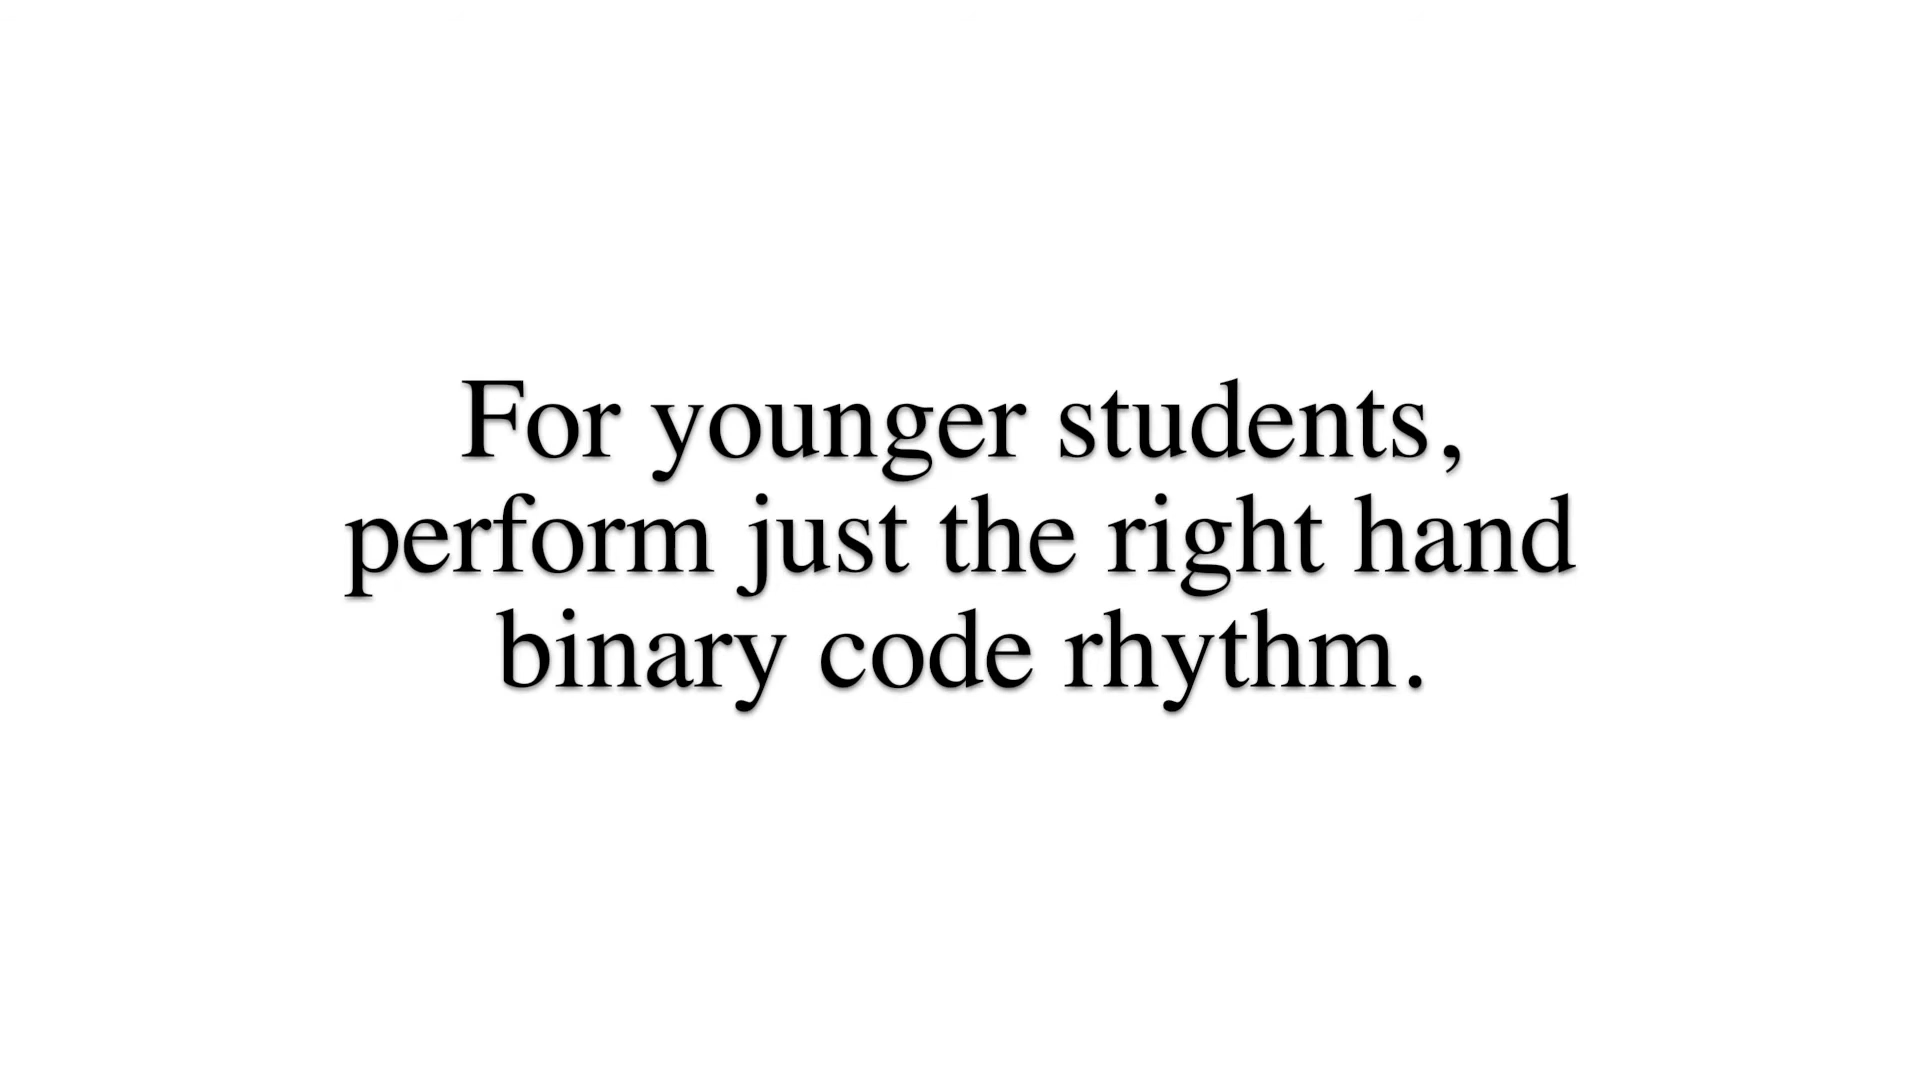 For younger students,
perform just the right hand
binary code rhythm.